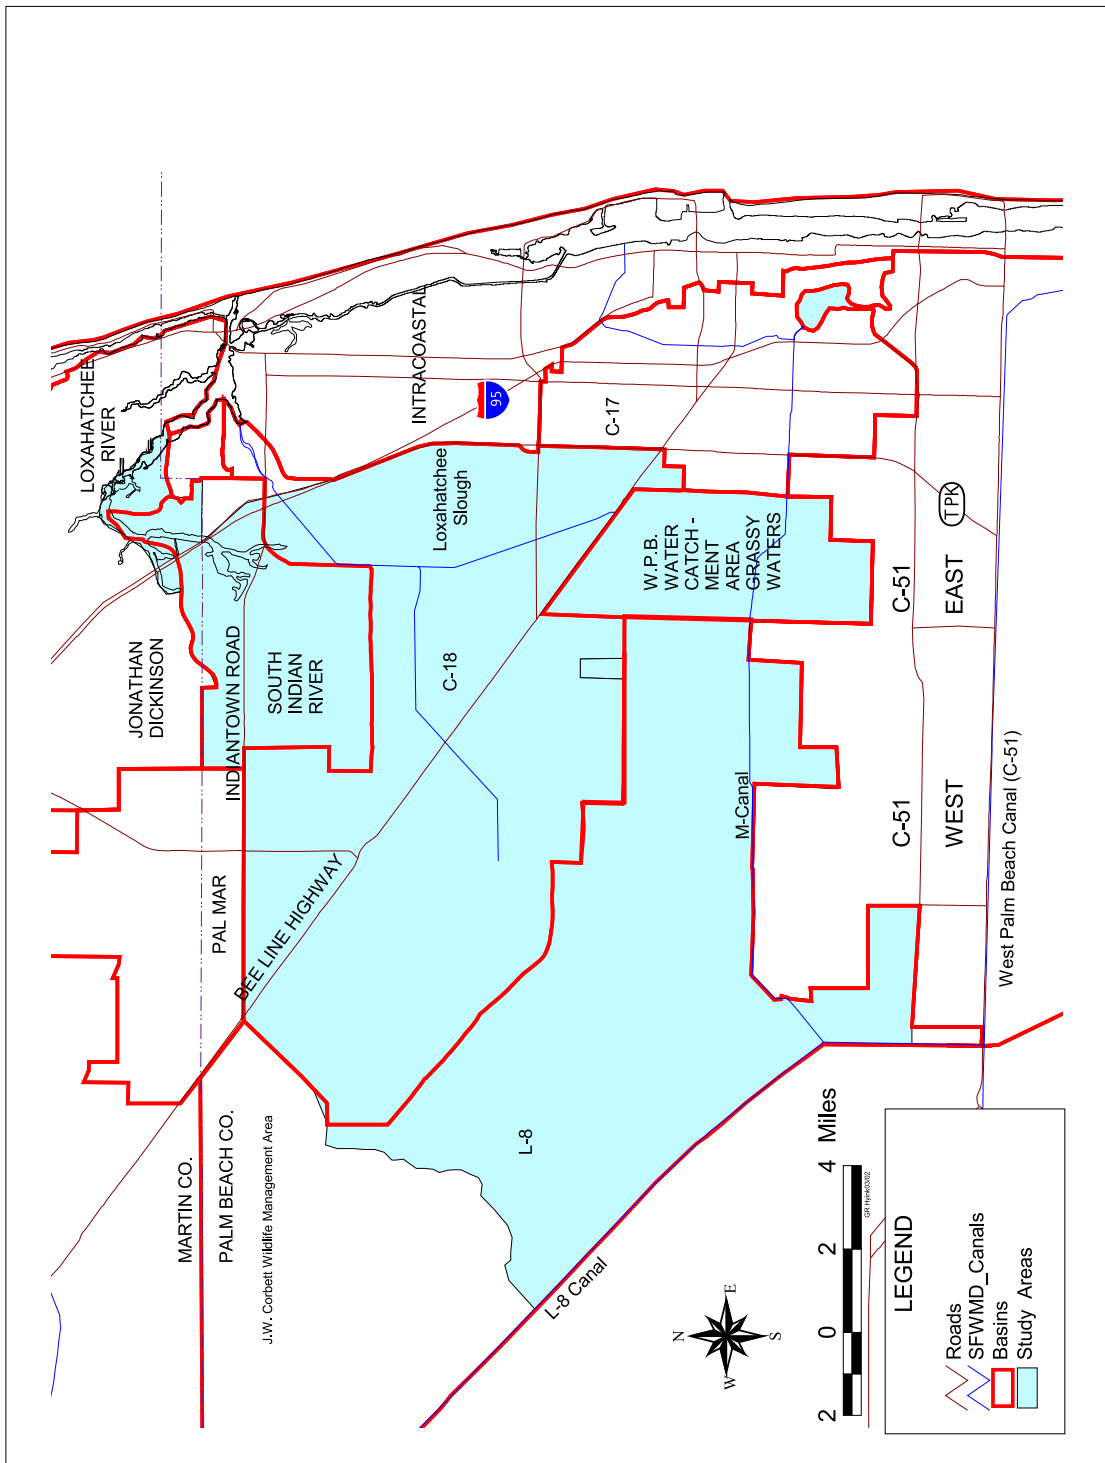 LOXAHATCHEE
RIVER
JONATHAN
DICKINSON
INDIANTOWN ROAD
SOUTH
INDIAN
RIVER
PAL MAR
BEE LINE HIGHWAY
MARTIN CO.
PALM BEACH CO.
J.W. Corbett Wildlife Management Area
INTRACOASTAL
95
C-17
Loxahatchee
Slough
C-18
W.P.B.
WATER
CATCH -
MENT
AREA
GRASSY
WATERS
M-Canal
L-8
L-8 Canal
C-51
EAST
TPK
C-51
WEST
West Palm Beach Canal (C-51)
N
W
E
S
2 0 2 4 Miles
GR Hyink03/02
LEGEND
Roads
SFWMD_Canals
Basins
Study Areas